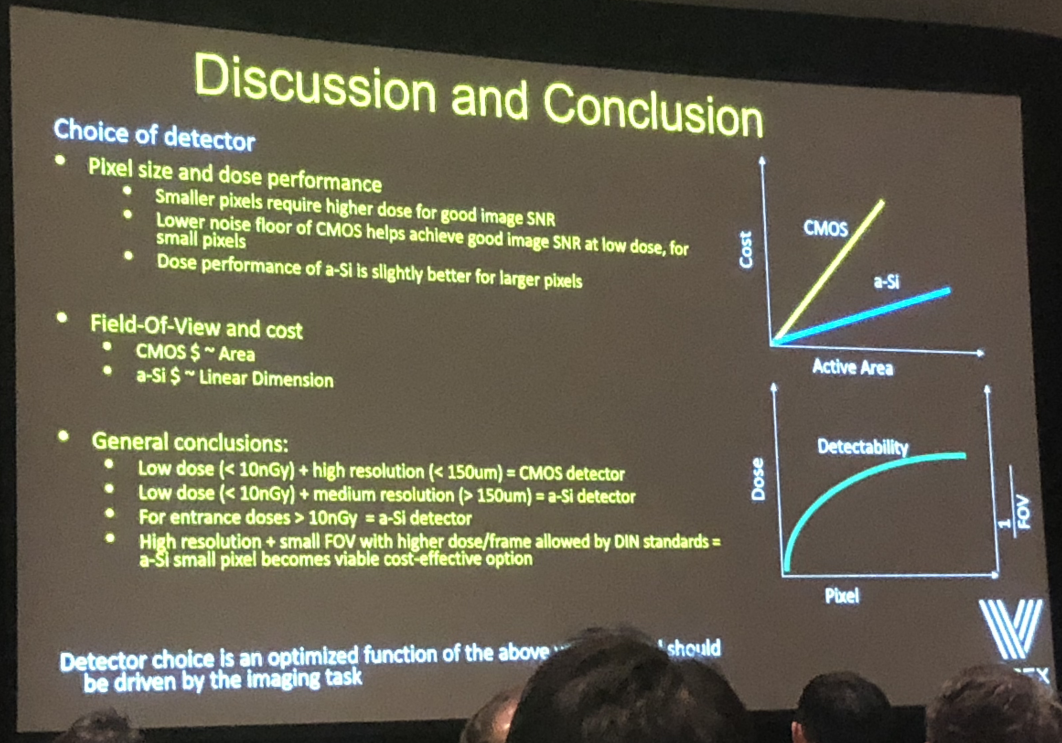 Discussion and Conclusion
Choice of detector
• Pixel size and dose performance
• Smaller pixels require higher dose for good image SNR
• Lower noise floor of CMOS helps achieve good image SNR at low dose, for
small pixels
• Dose performance of a-Si is slightly better for larger pixels
• Field-Of-View and cost
• CMOS $ ~ Area
• a-Si $ ~ Linear Dimension
• General conclusions:
• Low dose (< 10nGy) + high resolution (< 150um) = CMOS detector
• Low dose (< 10nGy) + medium resolution (> 150um) = a-Si detector
• For entrance doses > 10nGy = a-Si detector
• High resolution + small FOV with higher dose/frame allowed by DIN standards =
a-Si small pixel becomes viable cost-effective option
Detector choice is an optimized function of the above should
be driven by the imaging task
Cost
CMOS
a-Si
Active Area
Dose
Detectability
1
FOV
Pixel